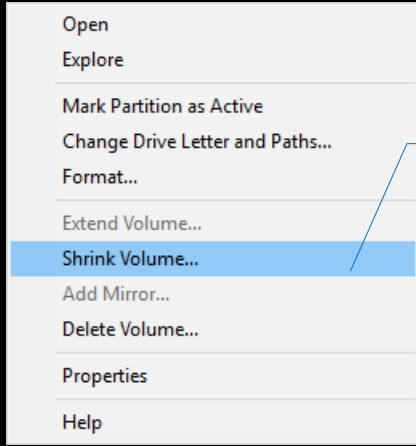 Open
Explore
Mark Partition as Active
Change Drive Letter and Paths...
Format...
Extend Volume...
Shrink Volume...
Add Mirror...
Delete Volume...
Properties
Help